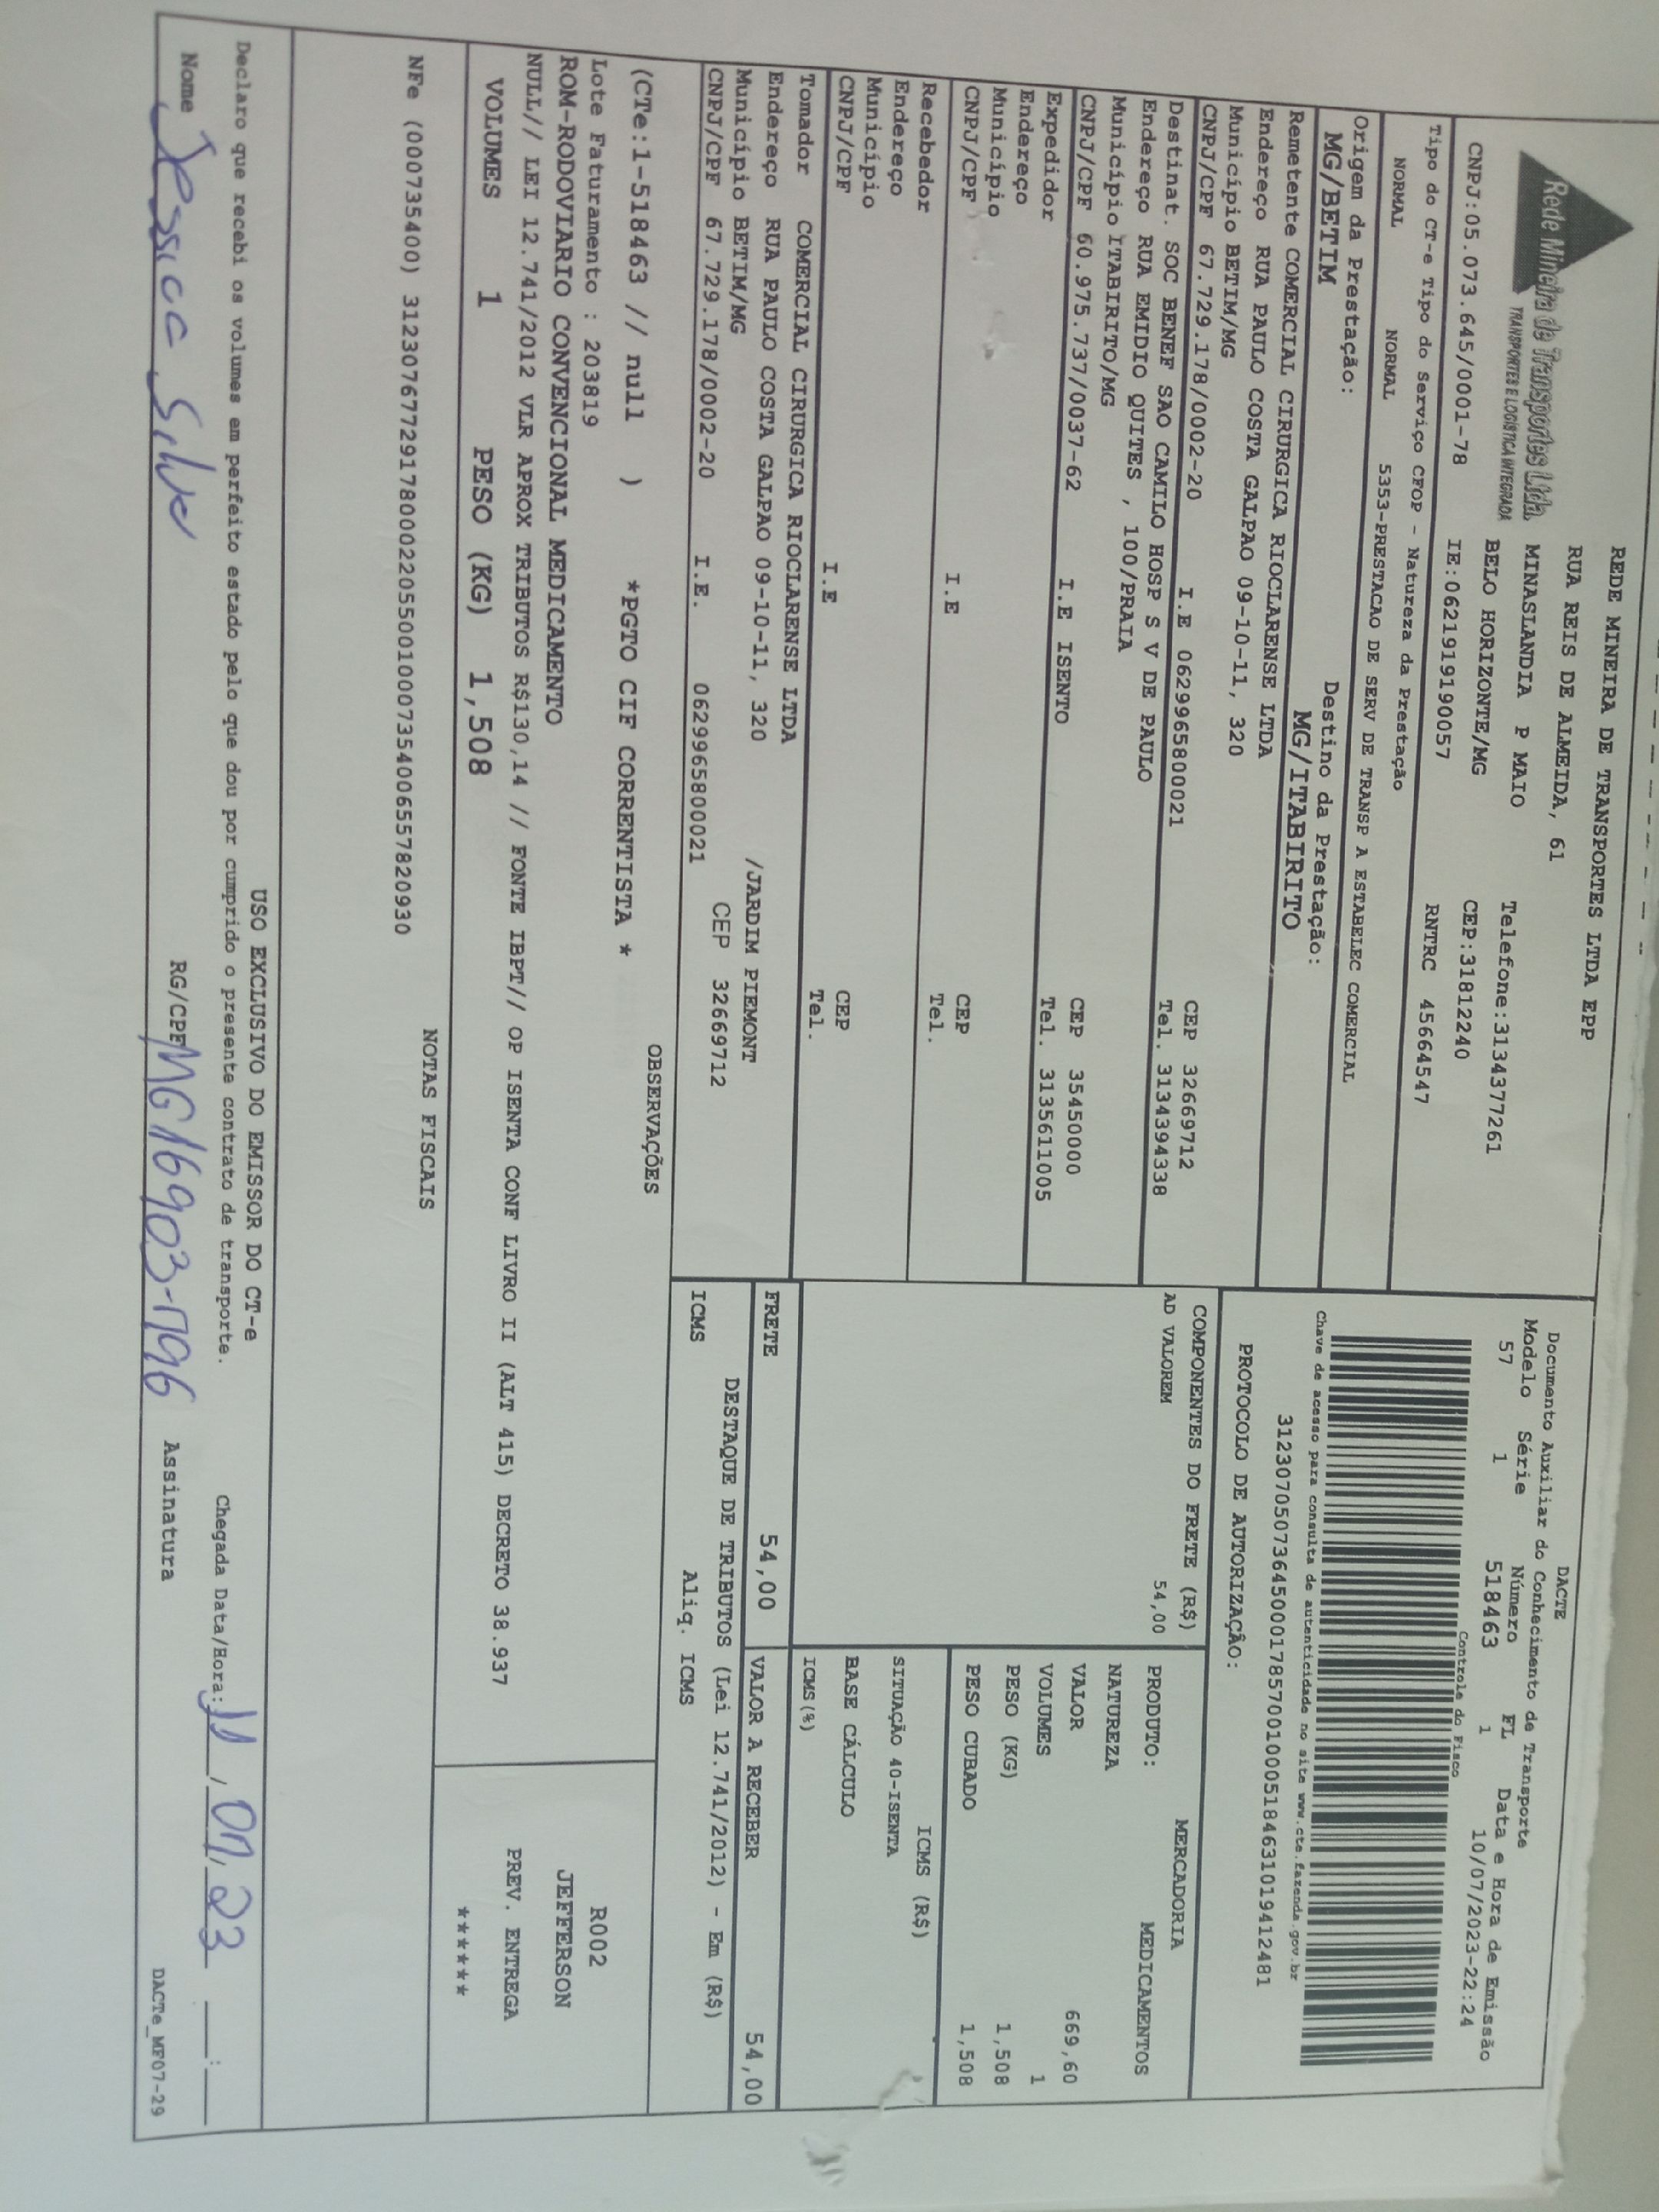 Rede Mineira de Transportes Ltda.
TRANSPORTES E LOGÍSTICA INTEGRADA
REDE MINEIRA DE TRANSPORTES LTDA EPP
RUA REIS DE ALMEIDA, 61
MINASLANDIA P MAIO Telefone:3134377261
BELO HORIZONTE/MG CEP:31812240
CNPJ:05.073.645/0001-78 IE:0621919190057 RNTRC 45664547
Tipo do CT-e Tipo do Serviço CFOP - Natureza da Prestação
NORMAL NORMAL 5353-PRESTACAO DE SERV DE TRANSP A ESTABELEC COMERCIAL
Origem da Prestação: Destino da Prestação:
MG/BETIM MG/ITABIRITO
DACTE
Documento Auxiliar do Conhecimento de Transporte
Modelo Série Número FL Data e Hora de Emissão
57 1 518463 1 10/07/2023-22:24
Controle do Fisco
Chave de acesso para consulta de autenticidade no site www.cte.fazenda.gov.br
31230705073645000178570010005184631019412481
PROTOCOLO DE AUTORIZAÇÃO:
Remetente COMERCIAL CIRURGICA RIOCLARENSE LTDA
Endereço RUA PAULO COSTA GALPAO 09-10-11, 320
Município BETIM/MG CEP 32669712
CNPJ/CPF 67.729.178/0002-20 I.E 0629965800021 Tel. 3134394338
Destinat. SOC BENEF SAO CAMILO HOSP S V DE PAULO
Endereço RUA EMIDIO QUITES , 100/PRAIA
Município ITABIRITO/MG CEP 35450000
CNPJ/CPF 60.975.737/0037-62 I.E ISENTO Tel. 3135611005
Expedidor
Endereço
Município CEP
CNPJ/CPF I.E Tel.
Recebedor
Endereço
Município CEP
CNPJ/CPF I.E Tel.
Tomador COMERCIAL CIRURGICA RIOCLARENSE LTDA
Endereço RUA PAULO COSTA GALPAO 09-10-11, 320 /JARDIM PIEMONT
Município BETIM/MG CEP 32669712
CNPJ/CPF 67.729.178/0002-20 I.E. 0629965800021
COMPONENTES DO FRETE (R$)
AD VALOREM 54,00
MERCADORIA
PRODUTO: MEDICAMENTOS
NATUREZA
VALOR 669,60
VOLUMES 1
PESO (KG) 1,508
PESO CUBADO 1,508
ICMS (R$)
SITUAÇÃO 40-ISENTA
BASE CÁLCULO
ICMS(%)
FRETE 54,00 VALOR A RECEBER 54,00
DESTAQUE DE TRIBUTOS (Lei 12.741/2012) - Em (R$)
ICMS Aliq. ICMS
OBSERVAÇÕES
(CTe:1-518463 // null ) *PGTO CIF CORRENTISTA *
Lote Faturamento : 203819
ROM-RODOVIARIO CONVENCIONAL MEDICAMENTO
NULL// LEI 12.741/2012 VLR APROX TRIBUTOS R$130,14 // FONTE IBPT// OP ISENTA CONF LIVRO II (ALT 415) DECRETO 38.937
VOLUMES 1 PESO (KG) 1,508
R002
JEFFERSON
PREV. ENTREGA
******
NOTAS FISCAIS
NFe (000735400) 31230767729178000220550010007354006557820930
USO EXCLUSIVO DO EMISSOR DO CT-e
Declaro que recebi os volumes em perfeito estado pelo que dou por cumprido o presente contrato de transporte. Chegada Data/Hora: 11 , 07, 23 __:__
Nome Jessica Silva RG/CPF MG16903-796 Assinatura
DACTe_MF07-29